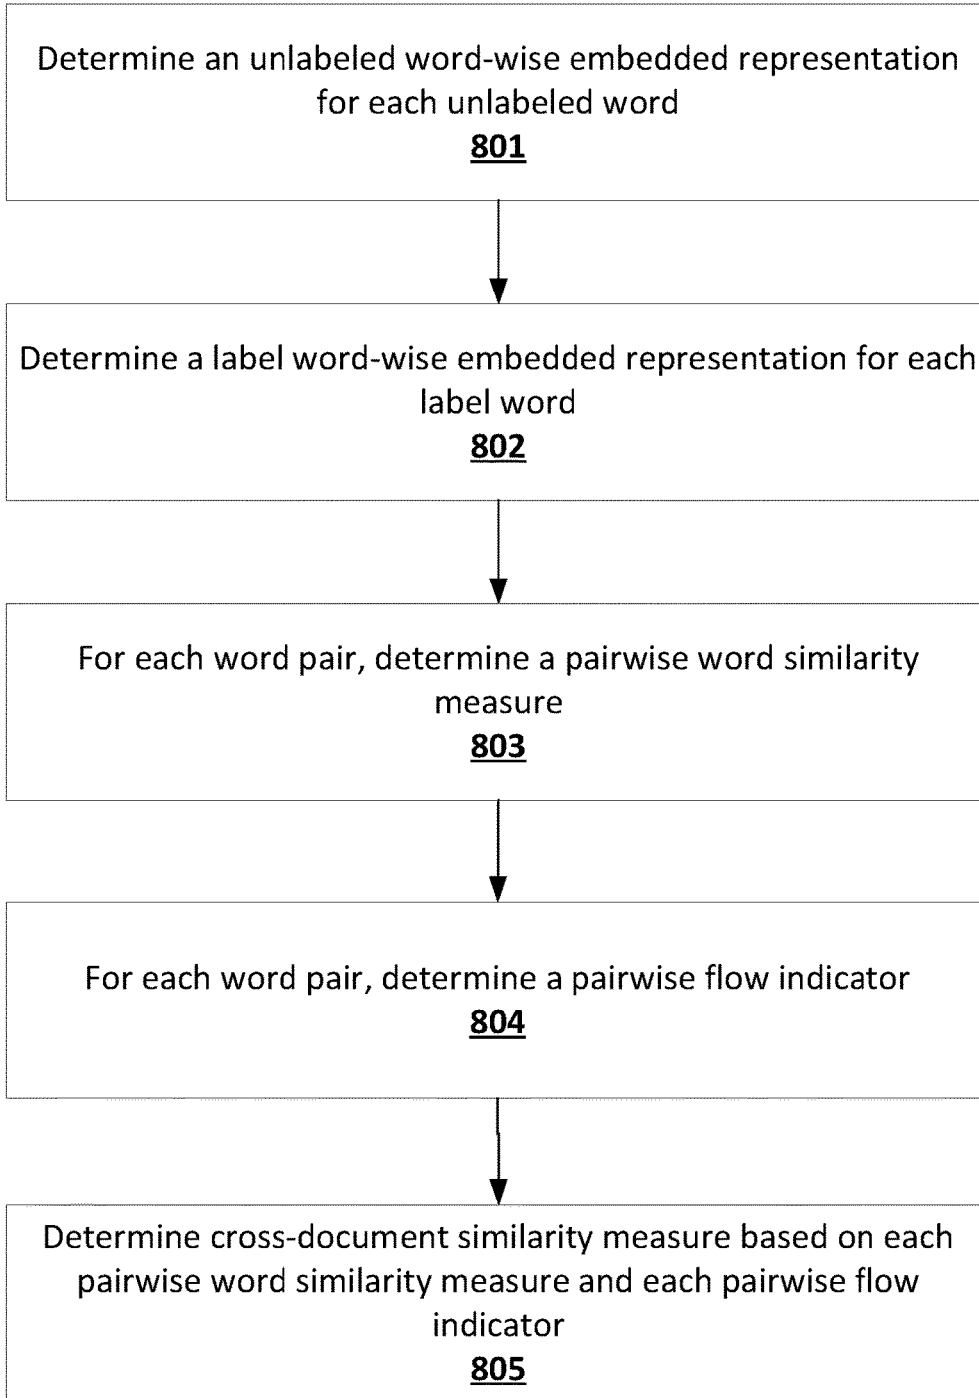 Determine an unlabeled word-wise embedded representation
for each unlabeled word
801
Determine a label word-wise embedded representation for each
label word
802
For each word pair, determine a pairwise word similarity
measure
803
For each word pair, determine a pairwise flow indicator
804
Determine cross-document similarity measure based on each
pairwise word similarity measure and each pairwise flow
indicator
805